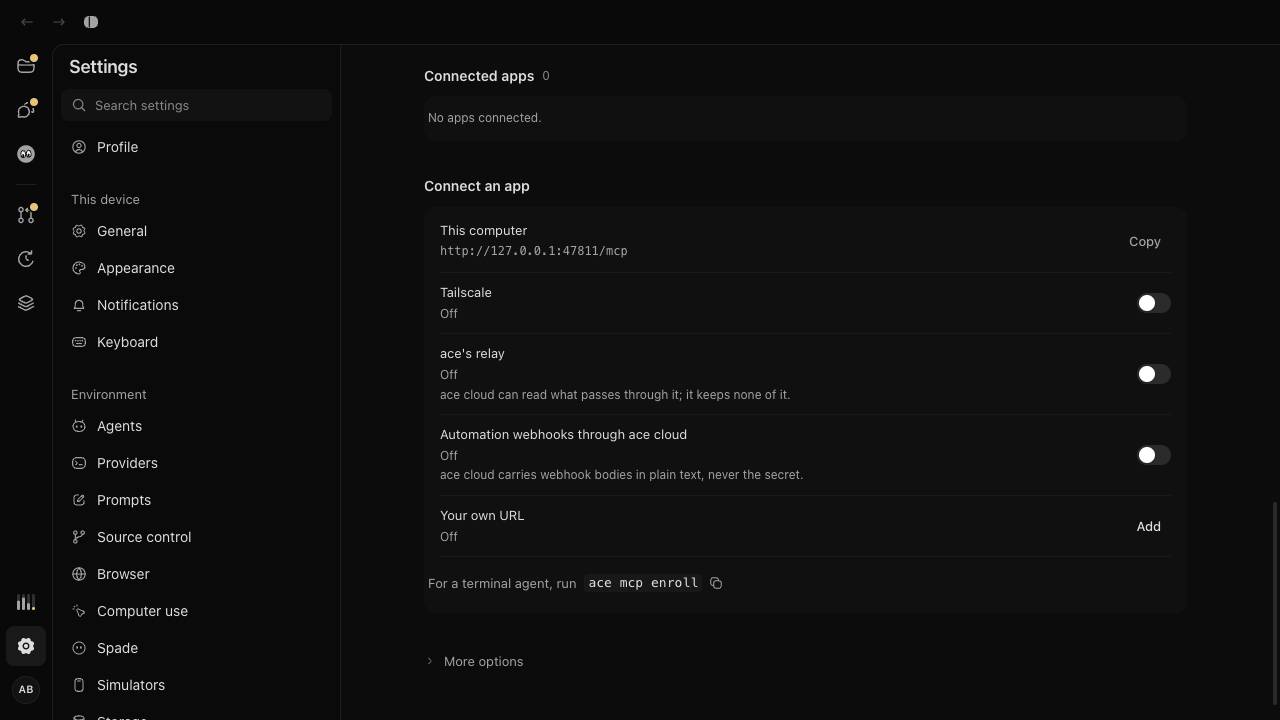 Settings
Search settings
Profile
This device
General
Appearance
Notifications
Keyboard
Environment
Agents
Providers
Prompts
Source control
Browser
Computer use
Spade
Simulators
Storage
AB
Connected apps 0
No apps connected.
Connect an app
This computer
http://127.0.0.1:47811/mcp
Copy
Tailscale
Off
ace's relay
Off
ace cloud can read what passes through it; it keeps none of it.
Automation webhooks through ace cloud
Off
ace cloud carries webhook bodies in plain text, never the secret.
Your own URL
Off
Add
For a terminal agent, run ace mcp enroll
More options